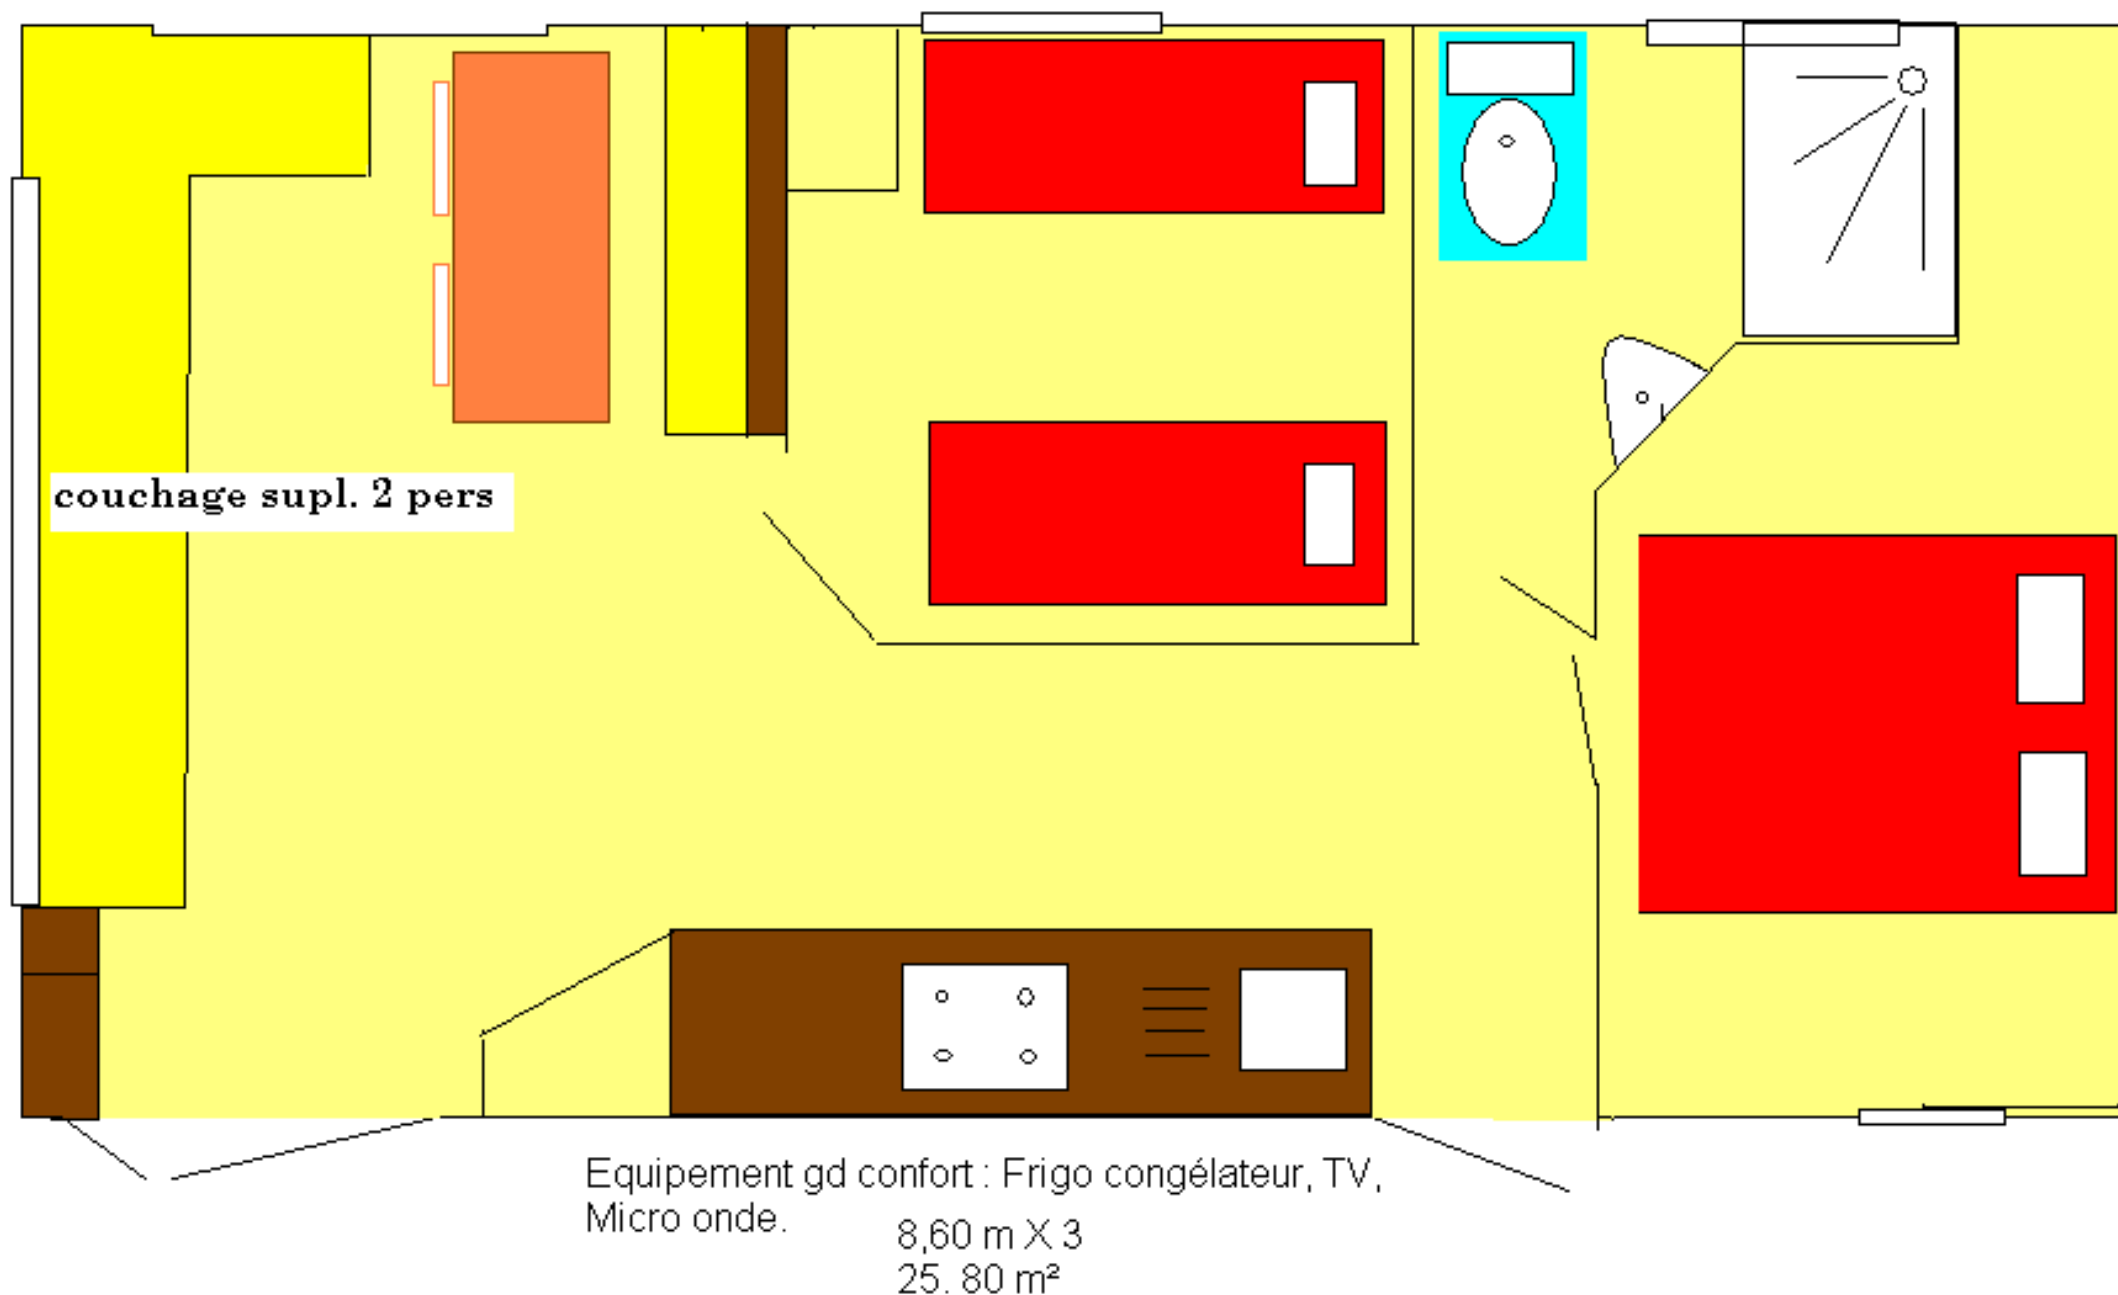 couchage supl. 2 pers
Equipement gd confort : Frigo congélateur, TV,
Micro onde.
8,60 m X 3
25. 80 m²